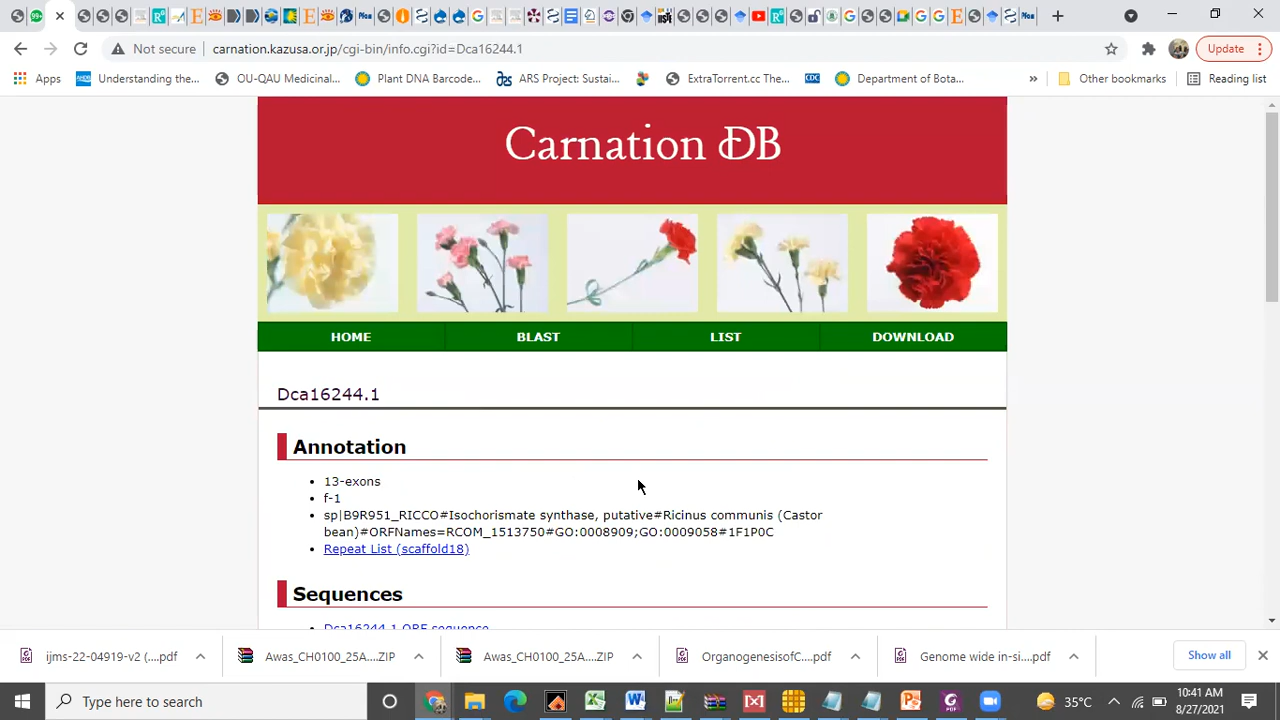 Not secure
carnation.kazusa.or.jp/cgi-bin/info.cgi?id=Dca16244.1
Update
Apps
Understanding the...
OU-QAU Medicinal...
Plant DNA Barcode...
ARS Project: Sustai...
ExtraTorrent.cc The...
CDC
Department of Bota...
»
Other bookmarks
Reading list
Carnation DB
HOME
BLAST
LIST
DOWNLOAD
Dca16244.1
Annotation
• 13-exons
• f-1
• sp|B9R951_RICCO#Isochorismate synthase, putative#Ricinus communis (Castor
bean)#ORFNames=RCOM_1513750#GO:0008909;GO:0009058#1F1P0C
• Repeat List (scaffold18)
Sequences
• Dca16244.1 ORF sequence
ijms-22-04919-v2 (....pdf
Awas_CH0100_25A....ZIP
Awas_CH0100_25A....ZIP
OrganogenesisofC....pdf
Genome wide in-si....pdf
Show all
Type here to search
35°C
10:41 AM
8/27/2021